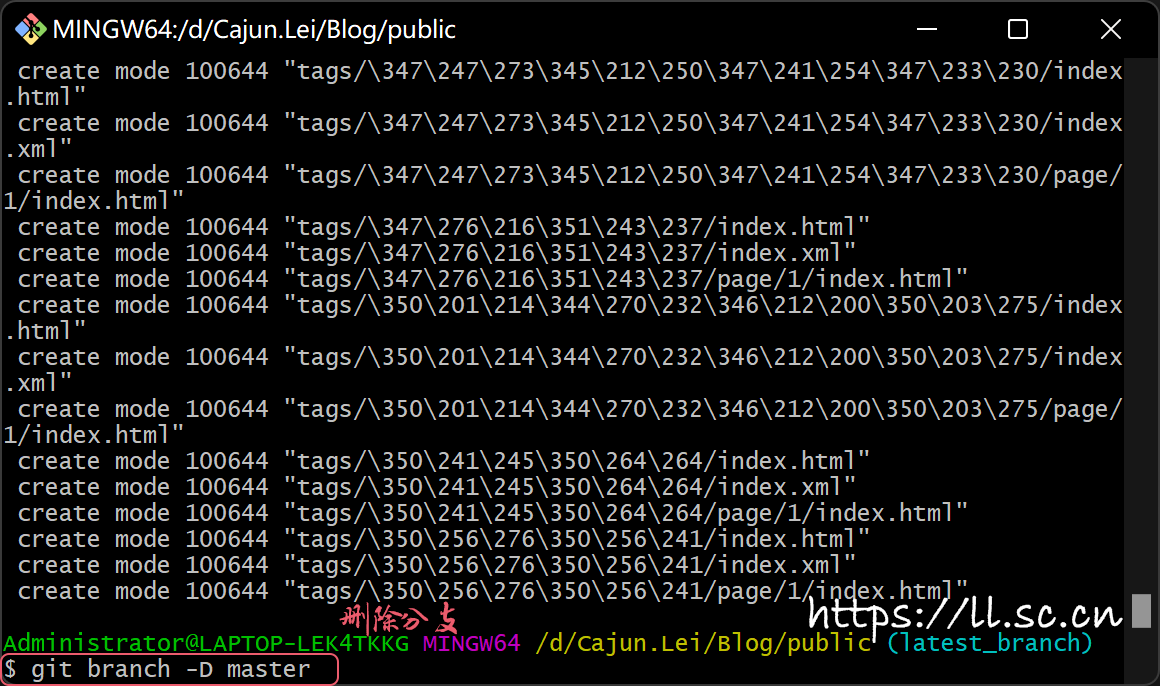 MINGW64:/d/Cajun.Lei/Blog/public
 create mode 100644 "tags/\347\247\273\345\212\250\347\241\254\347\233\230/index
.html"
 create mode 100644 "tags/\347\247\273\345\212\250\347\241\254\347\233\230/index
.xml"
 create mode 100644 "tags/\347\247\273\345\212\250\347\241\254\347\233\230/page/
1/index.html"
 create mode 100644 "tags/\347\276\216\351\243\237/index.html"
 create mode 100644 "tags/\347\276\216\351\243\237/index.xml"
 create mode 100644 "tags/\347\276\216\351\243\237/page/1/index.html"
 create mode 100644 "tags/\350\201\214\344\270\232\346\212\200\350\203\275/index
.html"
 create mode 100644 "tags/\350\201\214\344\270\232\346\212\200\350\203\275/index
.xml"
 create mode 100644 "tags/\350\201\214\344\270\232\346\212\200\350\203\275/page/
1/index.html"
 create mode 100644 "tags/\350\241\245\350\264\264/index.html"
 create mode 100644 "tags/\350\241\245\350\264\264/index.xml"
 create mode 100644 "tags/\350\241\245\350\264\264/page/1/index.html"
 create mode 100644 "tags/\350\256\276\350\256\241/index.html"
 create mode 100644 "tags/\350\256\276\350\256\241/index.xml"
 create mode 100644 "tags/\350\256\276\350\256\241/page/1/index.html"
删除分支
https://ll.sc.cn
Administrator@LAPTOP-LEK4TKKG MINGW64 /d/Cajun.Lei/Blog/public (latest_branch)
$ git branch -D master